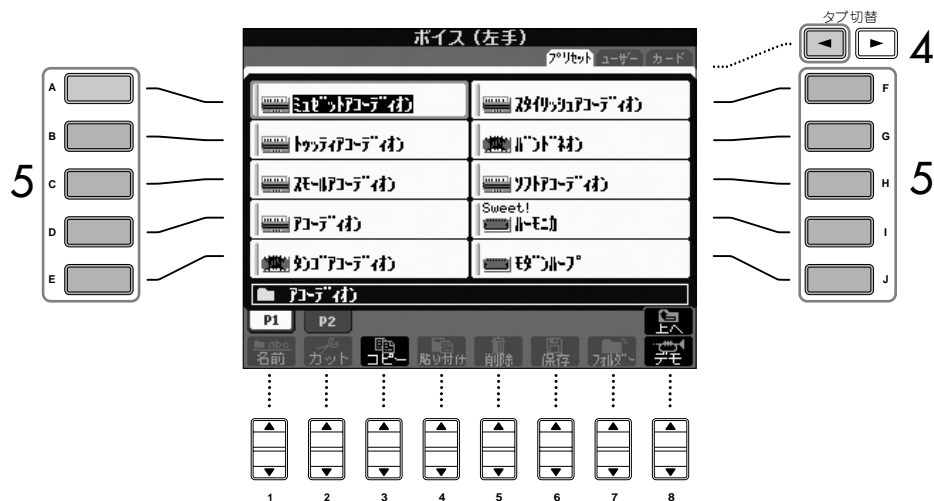 タブ切替
4
ボイス（左手）
プリセット ユーザー カード
A
B
C
D
E
5
ミュゼットアコーディオン
トゥッティアコーディオン
スモールアコーディオン
アコーディオン
タンゴアコーディオン
スタイリッシュアコーディオン
バンドネオン
ソフトアコーディオン
Sweet!
ハーモニカ
モダンハープ
F
G
H
I
J
5
アコーディオン
P1 P2
上へ
abc
名前 カット コピー 貼り付け 削除 保存 フォルダー デモ
1 2 3 4 5 6 7 8